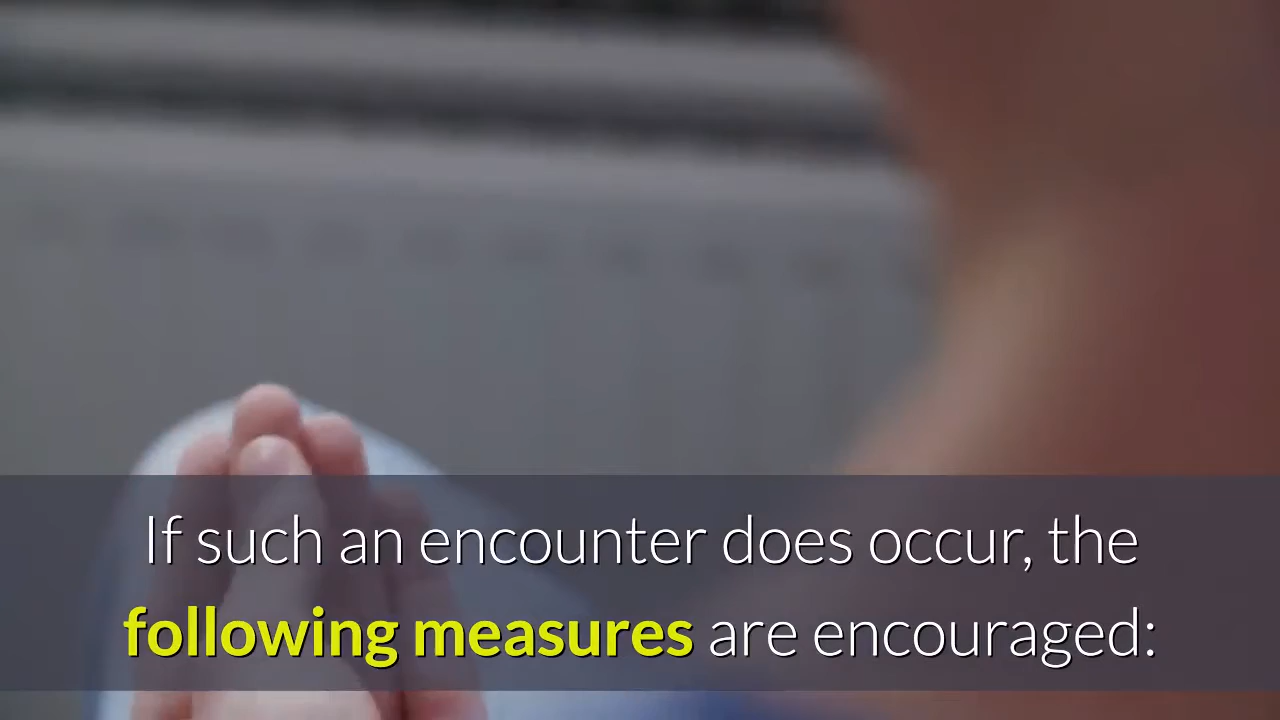 If such an encounter does occur, the
following measures are encouraged: